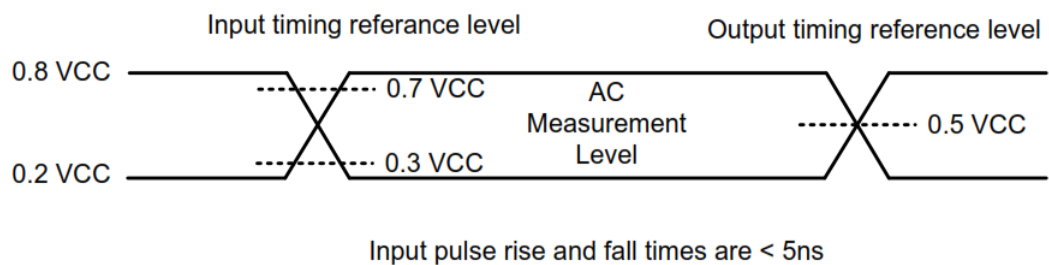 Input timing referance level
Output timing reference level
0.8 VCC
0.7 VCC
AC
Measurement
Level
0.5 VCC
0.3 VCC
0.2 VCC
Input pulse rise and fall times are < 5ns